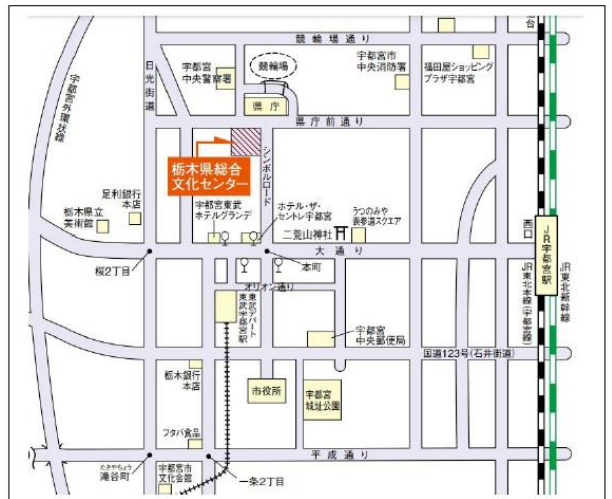 台
競輪場通り
宇都宮
中央警察署
競輪場
宇都宮市
中央消防署
福田屋ショッピング
プラザ宇都宮
日光街道
宇都宮外環状線
県庁
県庁前通り
栃木県総合
文化センター
シンボルロード
足利銀行
本店
栃木県立
美術館
宇都宮東武
ホテルグランデ
ホテル・ザ・
セントレ宇都宮
うつのみや
表参道スクエア
二荒山神社
西口
JR宇都宮駅
大通り
桜2丁目
本町
オリオン通り
東武デパート
東武宇都宮駅
JR東北本線(宇都宮線)
JR東北新幹線
宇都宮
中央郵便局
国道123号(石井街道)
栃木銀行
本店
市役所
宇都宮
城址公園
フタバ食品
平成通り
たきやちょう
滝谷町
宇都宮市
文化会館
一条2丁目